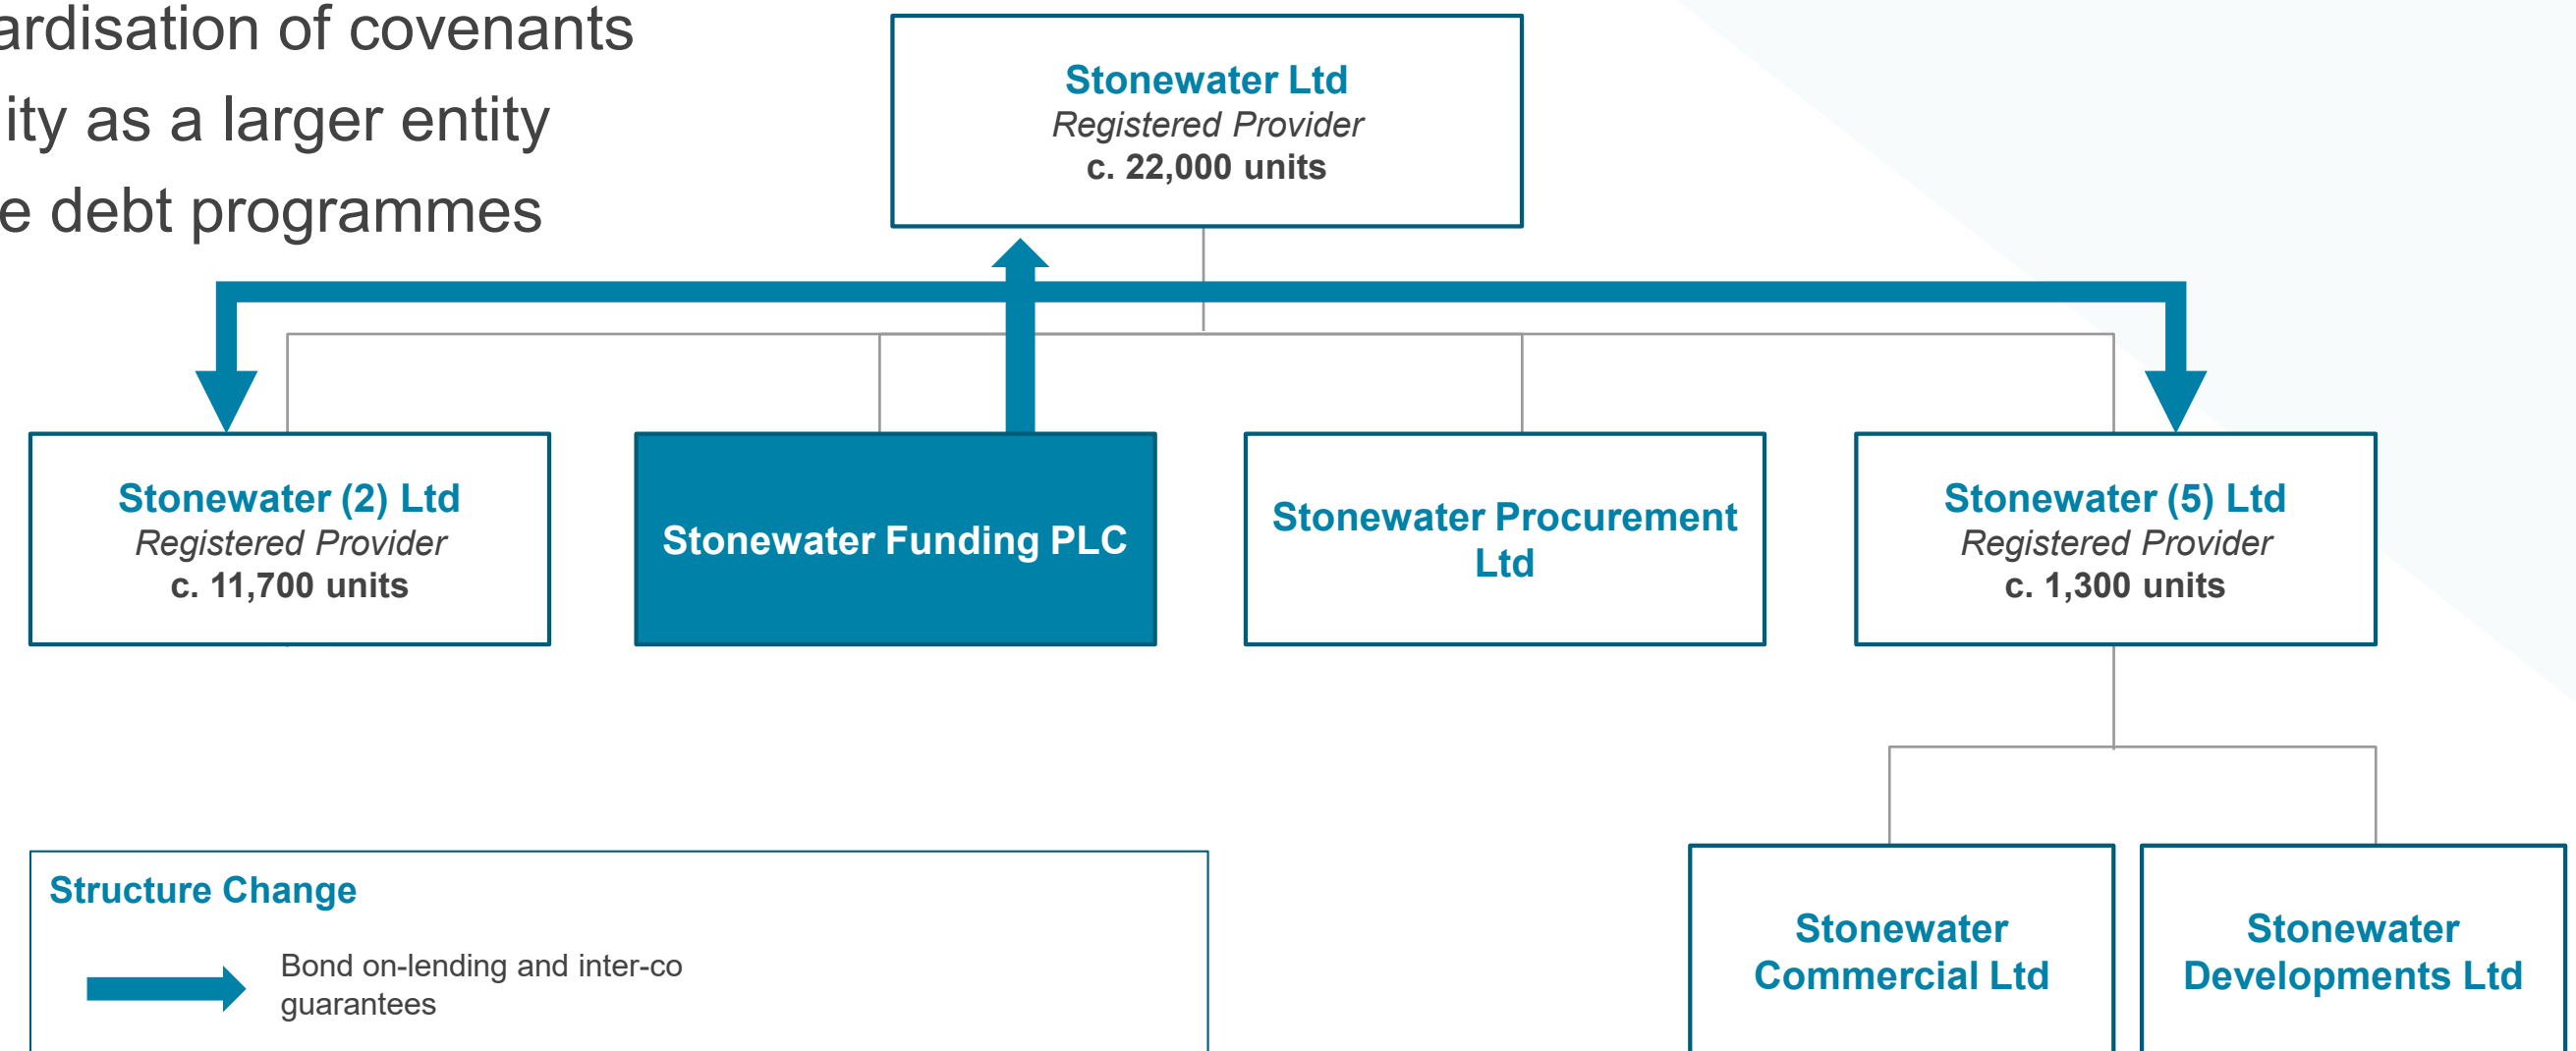 ardisation of covenants
ity as a larger entity
e debt programmes
Stonewater Ltd
Registered Provider
c. 22,000 units
Stonewater (2) Ltd
Registered Provider
c. 11,700 units
Stonewater Funding PLC
Stonewater Procurement
Ltd
Stonewater (5) Ltd
Registered Provider
c. 1,300 units
Structure Change
Bond on-lending and inter-co
guarantees
Stonewater
Commercial Ltd
Stonewater
Developments Ltd